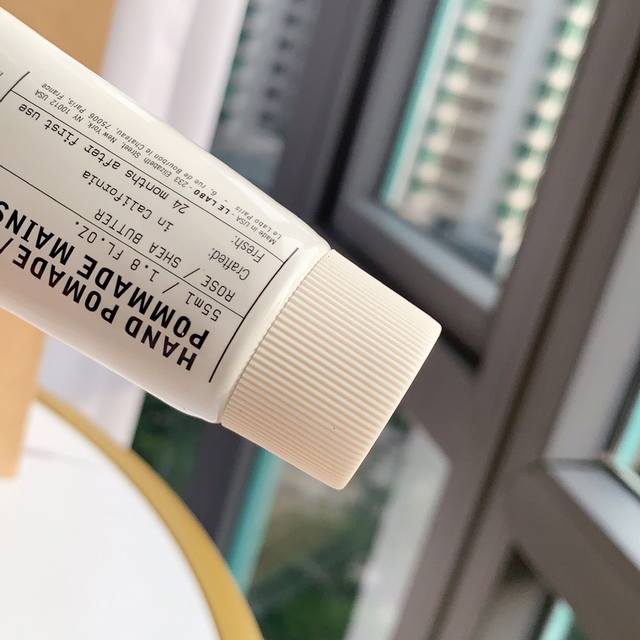 HAND POMADE/
POMMADE MAINS
55ml / 1.8 FL.OZ.
ROSE / SHEA BUTTER
Crafted: in California
Fresh: 24 months after first use
Made in USA - LE LABO - 233 Elizabeth Street, New York, NY 10012 USA
Le Labo Paris - 6, rue de Bourbon le Chateau, 75006 Paris, France